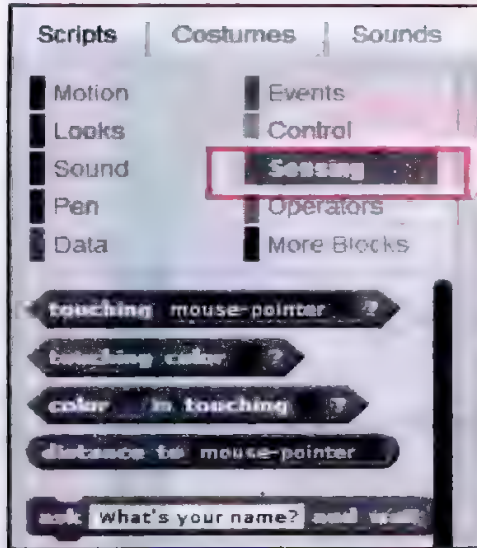 Scripts Costumes Sounds
Motion Events
Looks Control
Sound Sensing
Pen Operators
Data More Blocks
touching mouse-pointer ?
touching color ?
color is touching ?
distance to mouse-pointer
ask What's your name? and wait